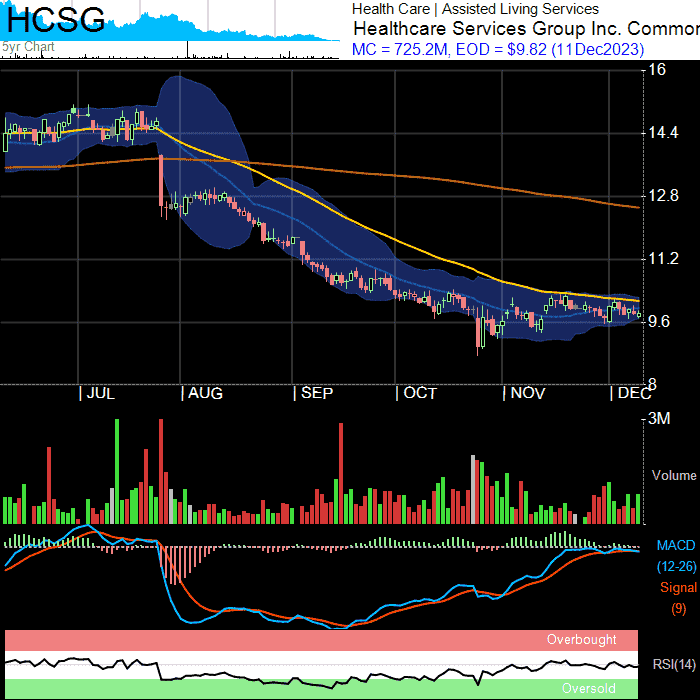 HCSG
5yr Chart
Health Care | Assisted Living Services
Healthcare Services Group Inc. Common
MC = 725.2M, EOD = $9.82 (11Dec2023)
16
14.4
12.8
11.2
9.6
8
JUL
AUG
SEP
OCT
NOV
DEC
3M
Volume
MACD
(12-26)
Signal
(9)
Overbought
RSI(14)
Oversold